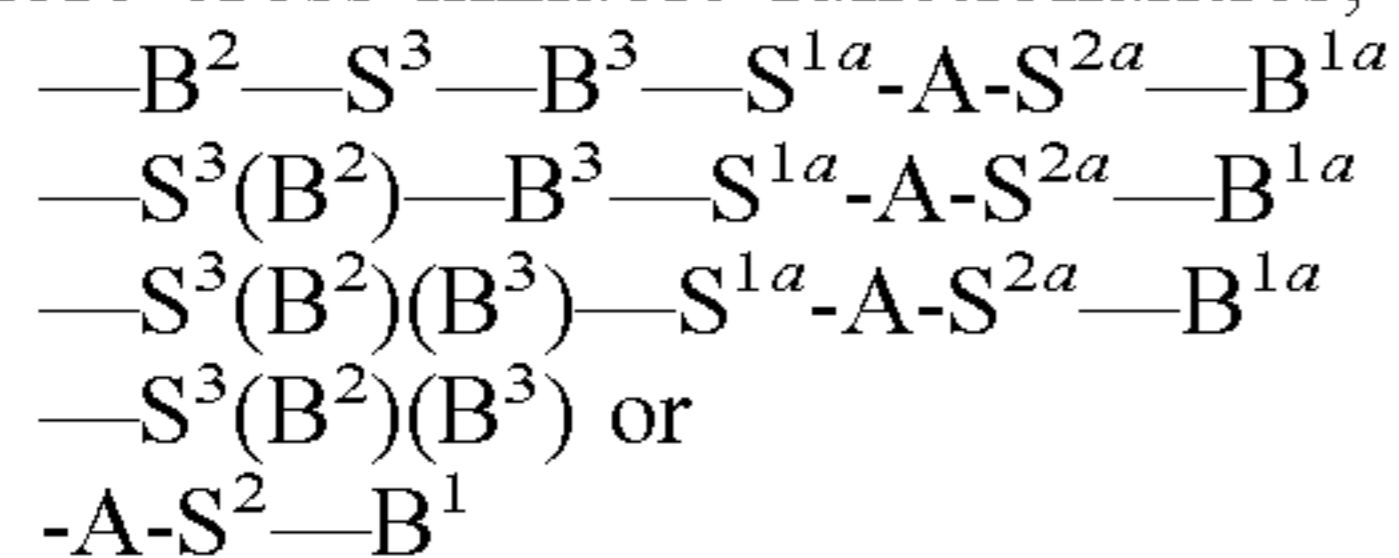 —B²—S³—B³—S¹ᵃ-A-S²ᵃ—B¹ᵃ
—S³(B²)—B³—S¹ᵃ-A-S²ᵃ—B¹ᵃ
—S³(B²)(B³)—S¹ᵃ-A-S²ᵃ—B¹ᵃ
—S³(B²)(B³) or
-A-S²—B¹